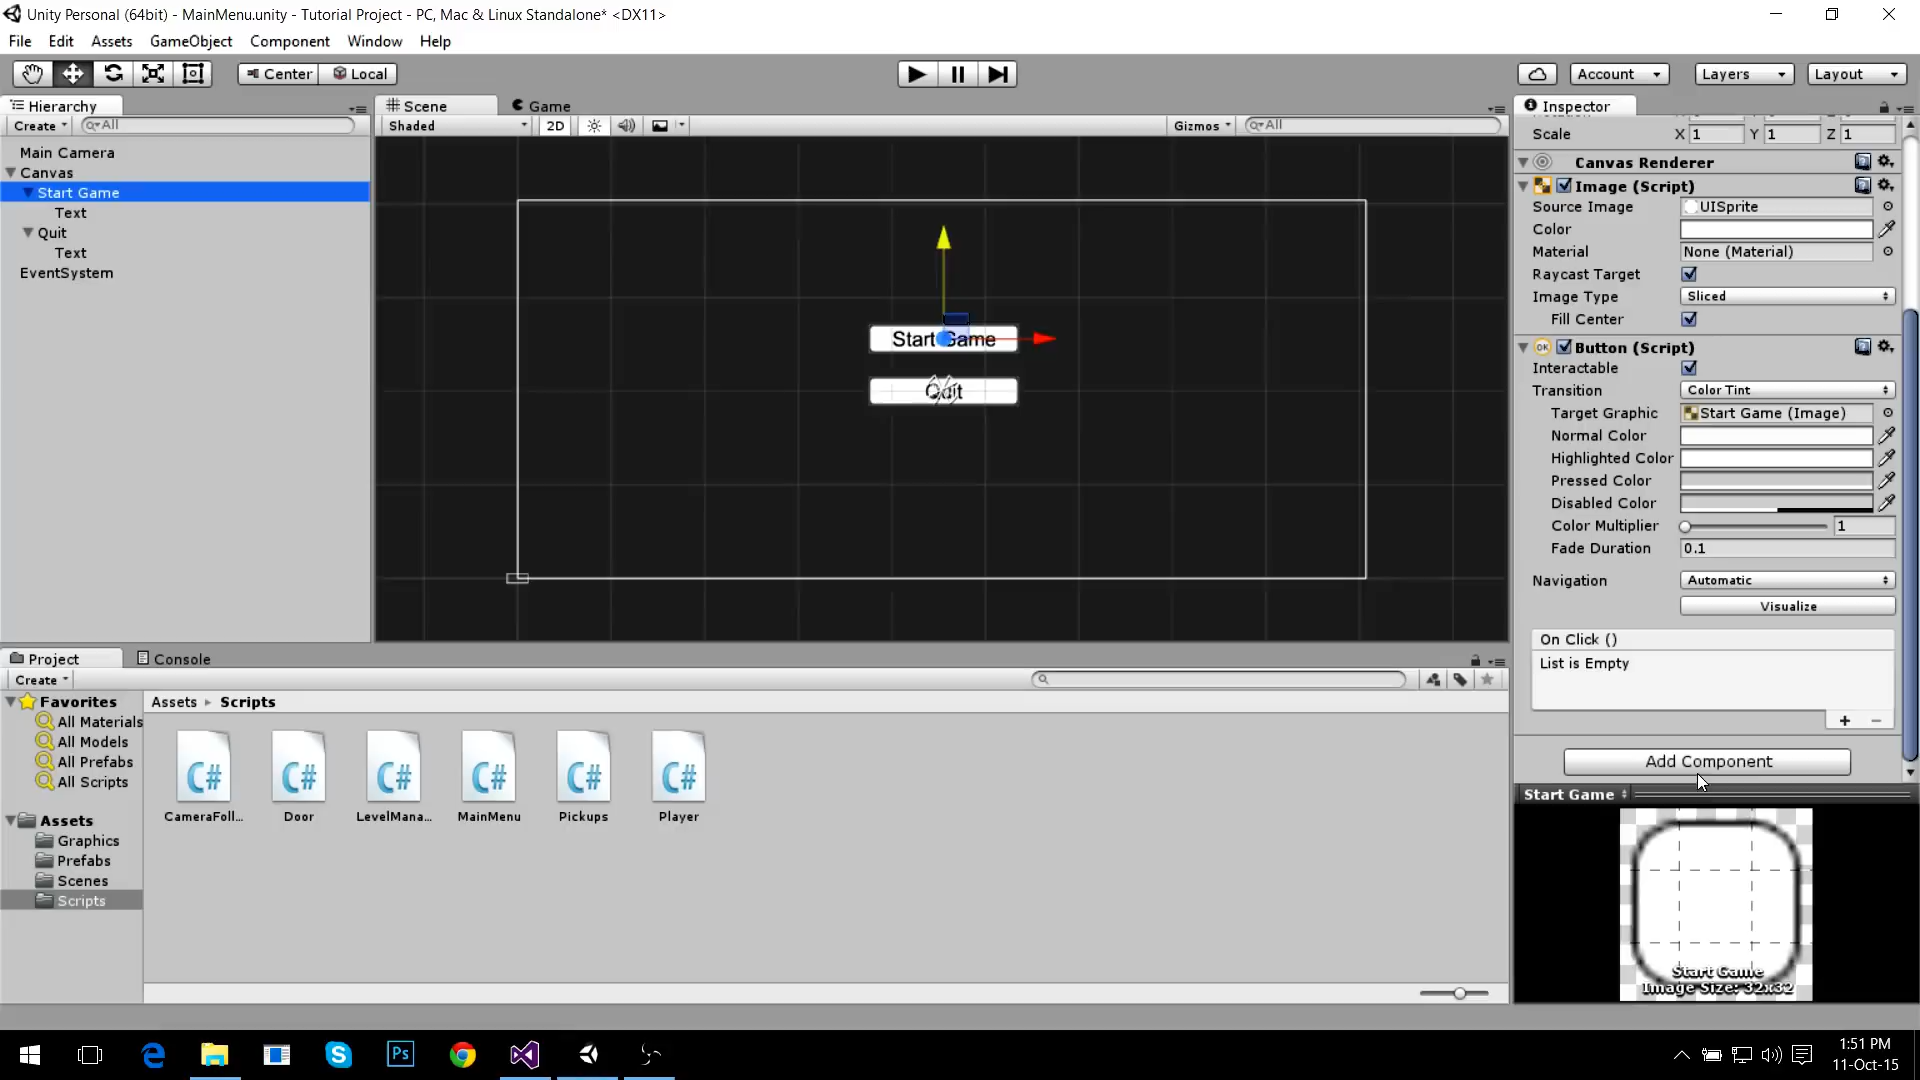 Unity Personal (64bit) - MainMenu.unity - Tutorial Project - PC, Mac & Linux Standalone* <DX11>
File Edit Assets GameObject Component Window Help
Center Local Account Layers Layout
Hierarchy
Create All
Main Camera
Canvas
Start Game
Text
Quit
Text
EventSystem
Scene Game
Shaded 2D Gizmos All
Start Game
Quit
Inspector
Scale X 1 Y 1 Z 1
Canvas Renderer
Image (Script)
Source Image UISprite
Color
Material None (Material)
Raycast Target
Image Type Sliced
Fill Center
OK Button (Script)
Interactable
Transition Color Tint
Target Graphic Start Game (Image)
Normal Color
Highlighted Color
Pressed Color
Disabled Color
Color Multiplier 1
Fade Duration 0.1
Navigation Automatic
Visualize
On Click ()
List is Empty
+ −
Add Component
Start Game
Start Game
Image Size: 32x32
Project Console
Create
Favorites
All Materials
All Models
All Prefabs
All Scripts
Assets
Graphics
Prefabs
Scenes
Scripts
Assets Scripts
C# C# C# C# C# C#
CameraFoll... Door LevelMana... MainMenu Pickups Player
Ps
1:51 PM
11-Oct-15